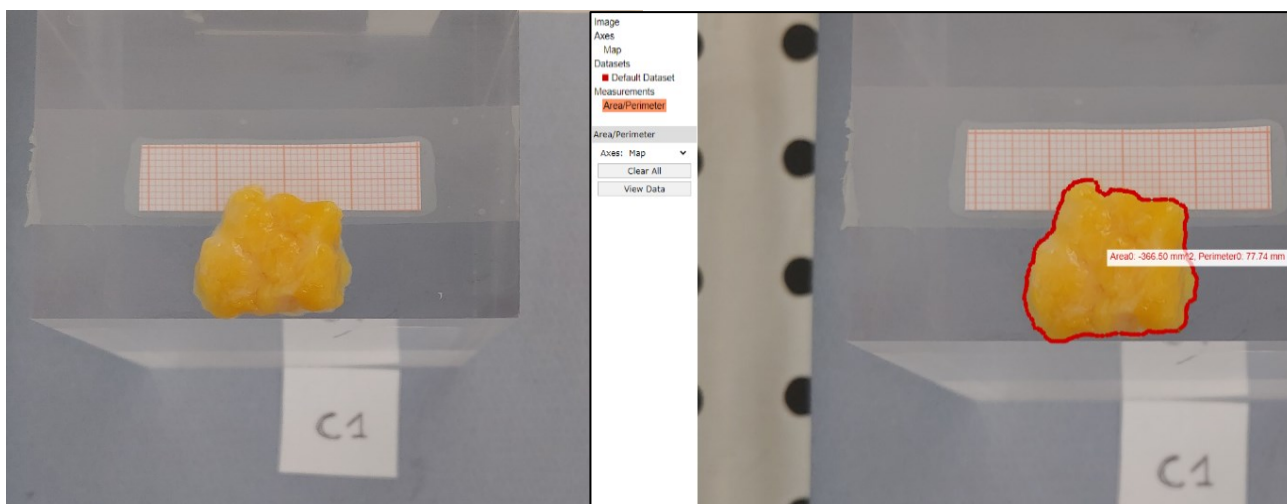 C1
Image
Axes
Map
Datasets
Default Dataset
Measurements
Area/Perimeter
Area/Perimeter
Axes: Map
Clear All
View Data
Area0: -366.50 mm^2, Perimeter0: 77.74 mm
C1